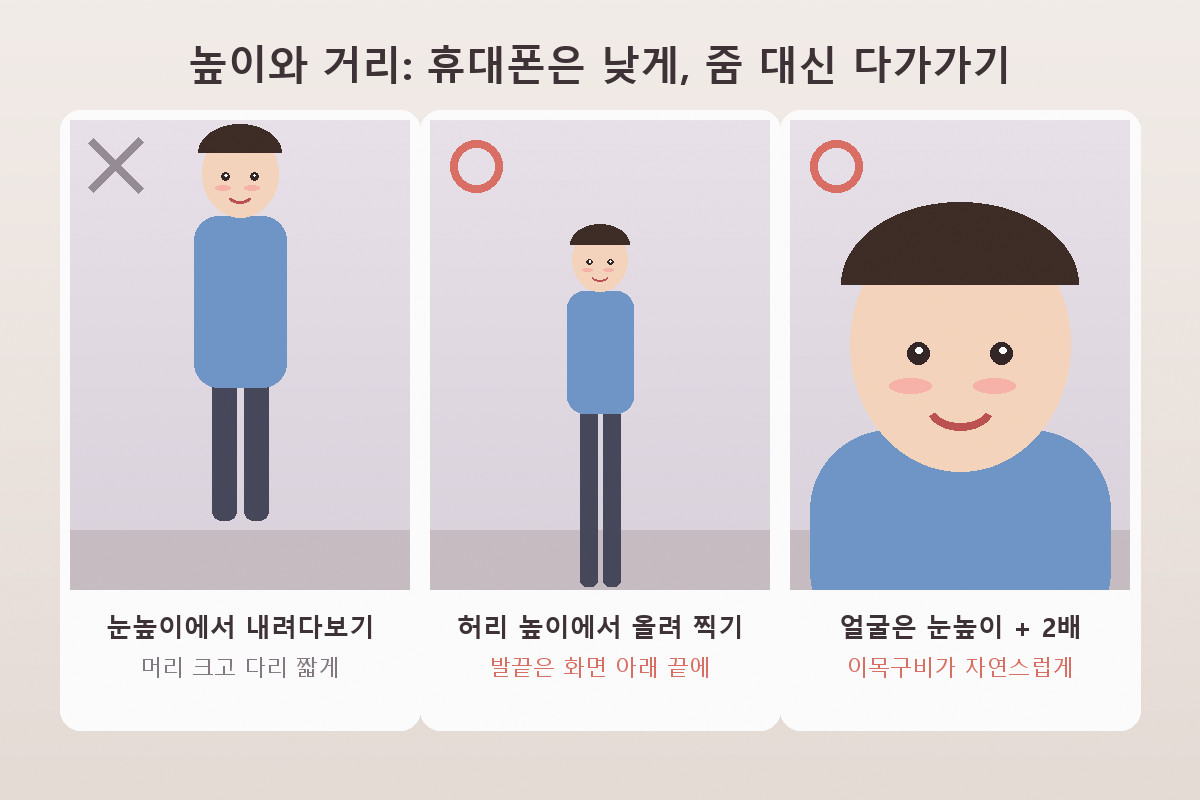 높이와 거리: 휴대폰은 낮게, 줌 대신 다가가기
눈높이에서 내려다보기
머리 크고 다리 짧게
허리 높이에서 올려 찍기
발끝은 화면 아래 끝에
얼굴은 눈높이 + 2배
이목구비가 자연스럽게